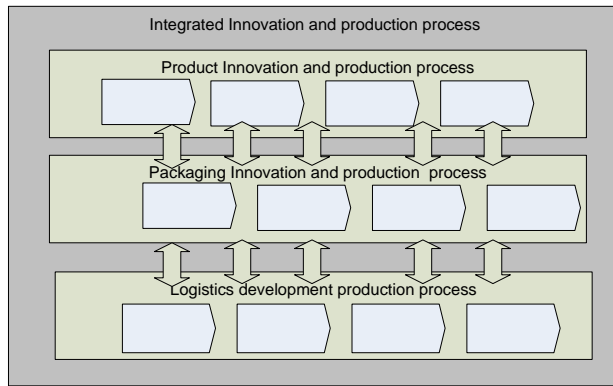 Integrated Innovation and production process
Product Innovation and production process
Packaging Innovation and production process
Logistics development production process